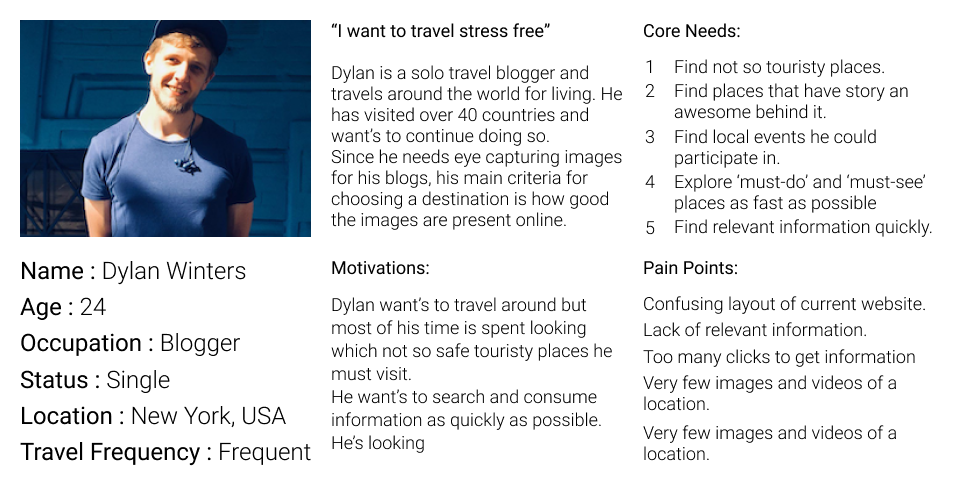 Name : Dylan Winters
Age : 24
Occupation : Blogger
Status : Single
Location : New York, USA
Travel Frequency : Frequent
“I want to travel stress free”
Dylan is a solo travel blogger and
travels around the world for living. He
has visited over 40 countries and
want’s to continue doing so.
Since he needs eye capturing images
for his blogs, his main criteria for
choosing a destination is how good
the images are present online.
Motivations:
Dylan want’s to travel around but
most of his time is spent looking
which not so safe touristy places he
must visit.
He want’s to search and consume
information as quickly as possible.
He’s looking
Core Needs:
1 Find not so touristy places.
2 Find places that have story an
awesome behind it.
3 Find local events he could
participate in.
4 Explore ‘must-do’ and ‘must-see’
places as fast as possible
5 Find relevant information quickly.
Pain Points:
Confusing layout of current website.
Lack of relevant information.
Too many clicks to get information
Very few images and videos of a
location.
Very few images and videos of a
location.